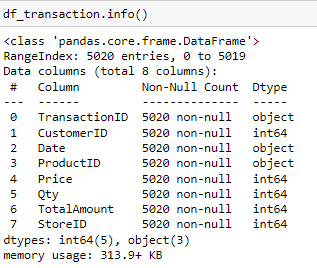 df_transaction.info()
<class 'pandas.core.frame.DataFrame'>
RangeIndex: 5020 entries, 0 to 5019
Data columns (total 8 columns):
 #   Column         Non-Null Count  Dtype
---  ------         --------------  -----
 0   TransactionID  5020 non-null   object
 1   CustomerID     5020 non-null   int64
 2   Date           5020 non-null   object
 3   ProductID      5020 non-null   object
 4   Price          5020 non-null   int64
 5   Qty            5020 non-null   int64
 6   TotalAmount    5020 non-null   int64
 7   StoreID        5020 non-null   int64
dtypes: int64(5), object(3)
memory usage: 313.9+ KB